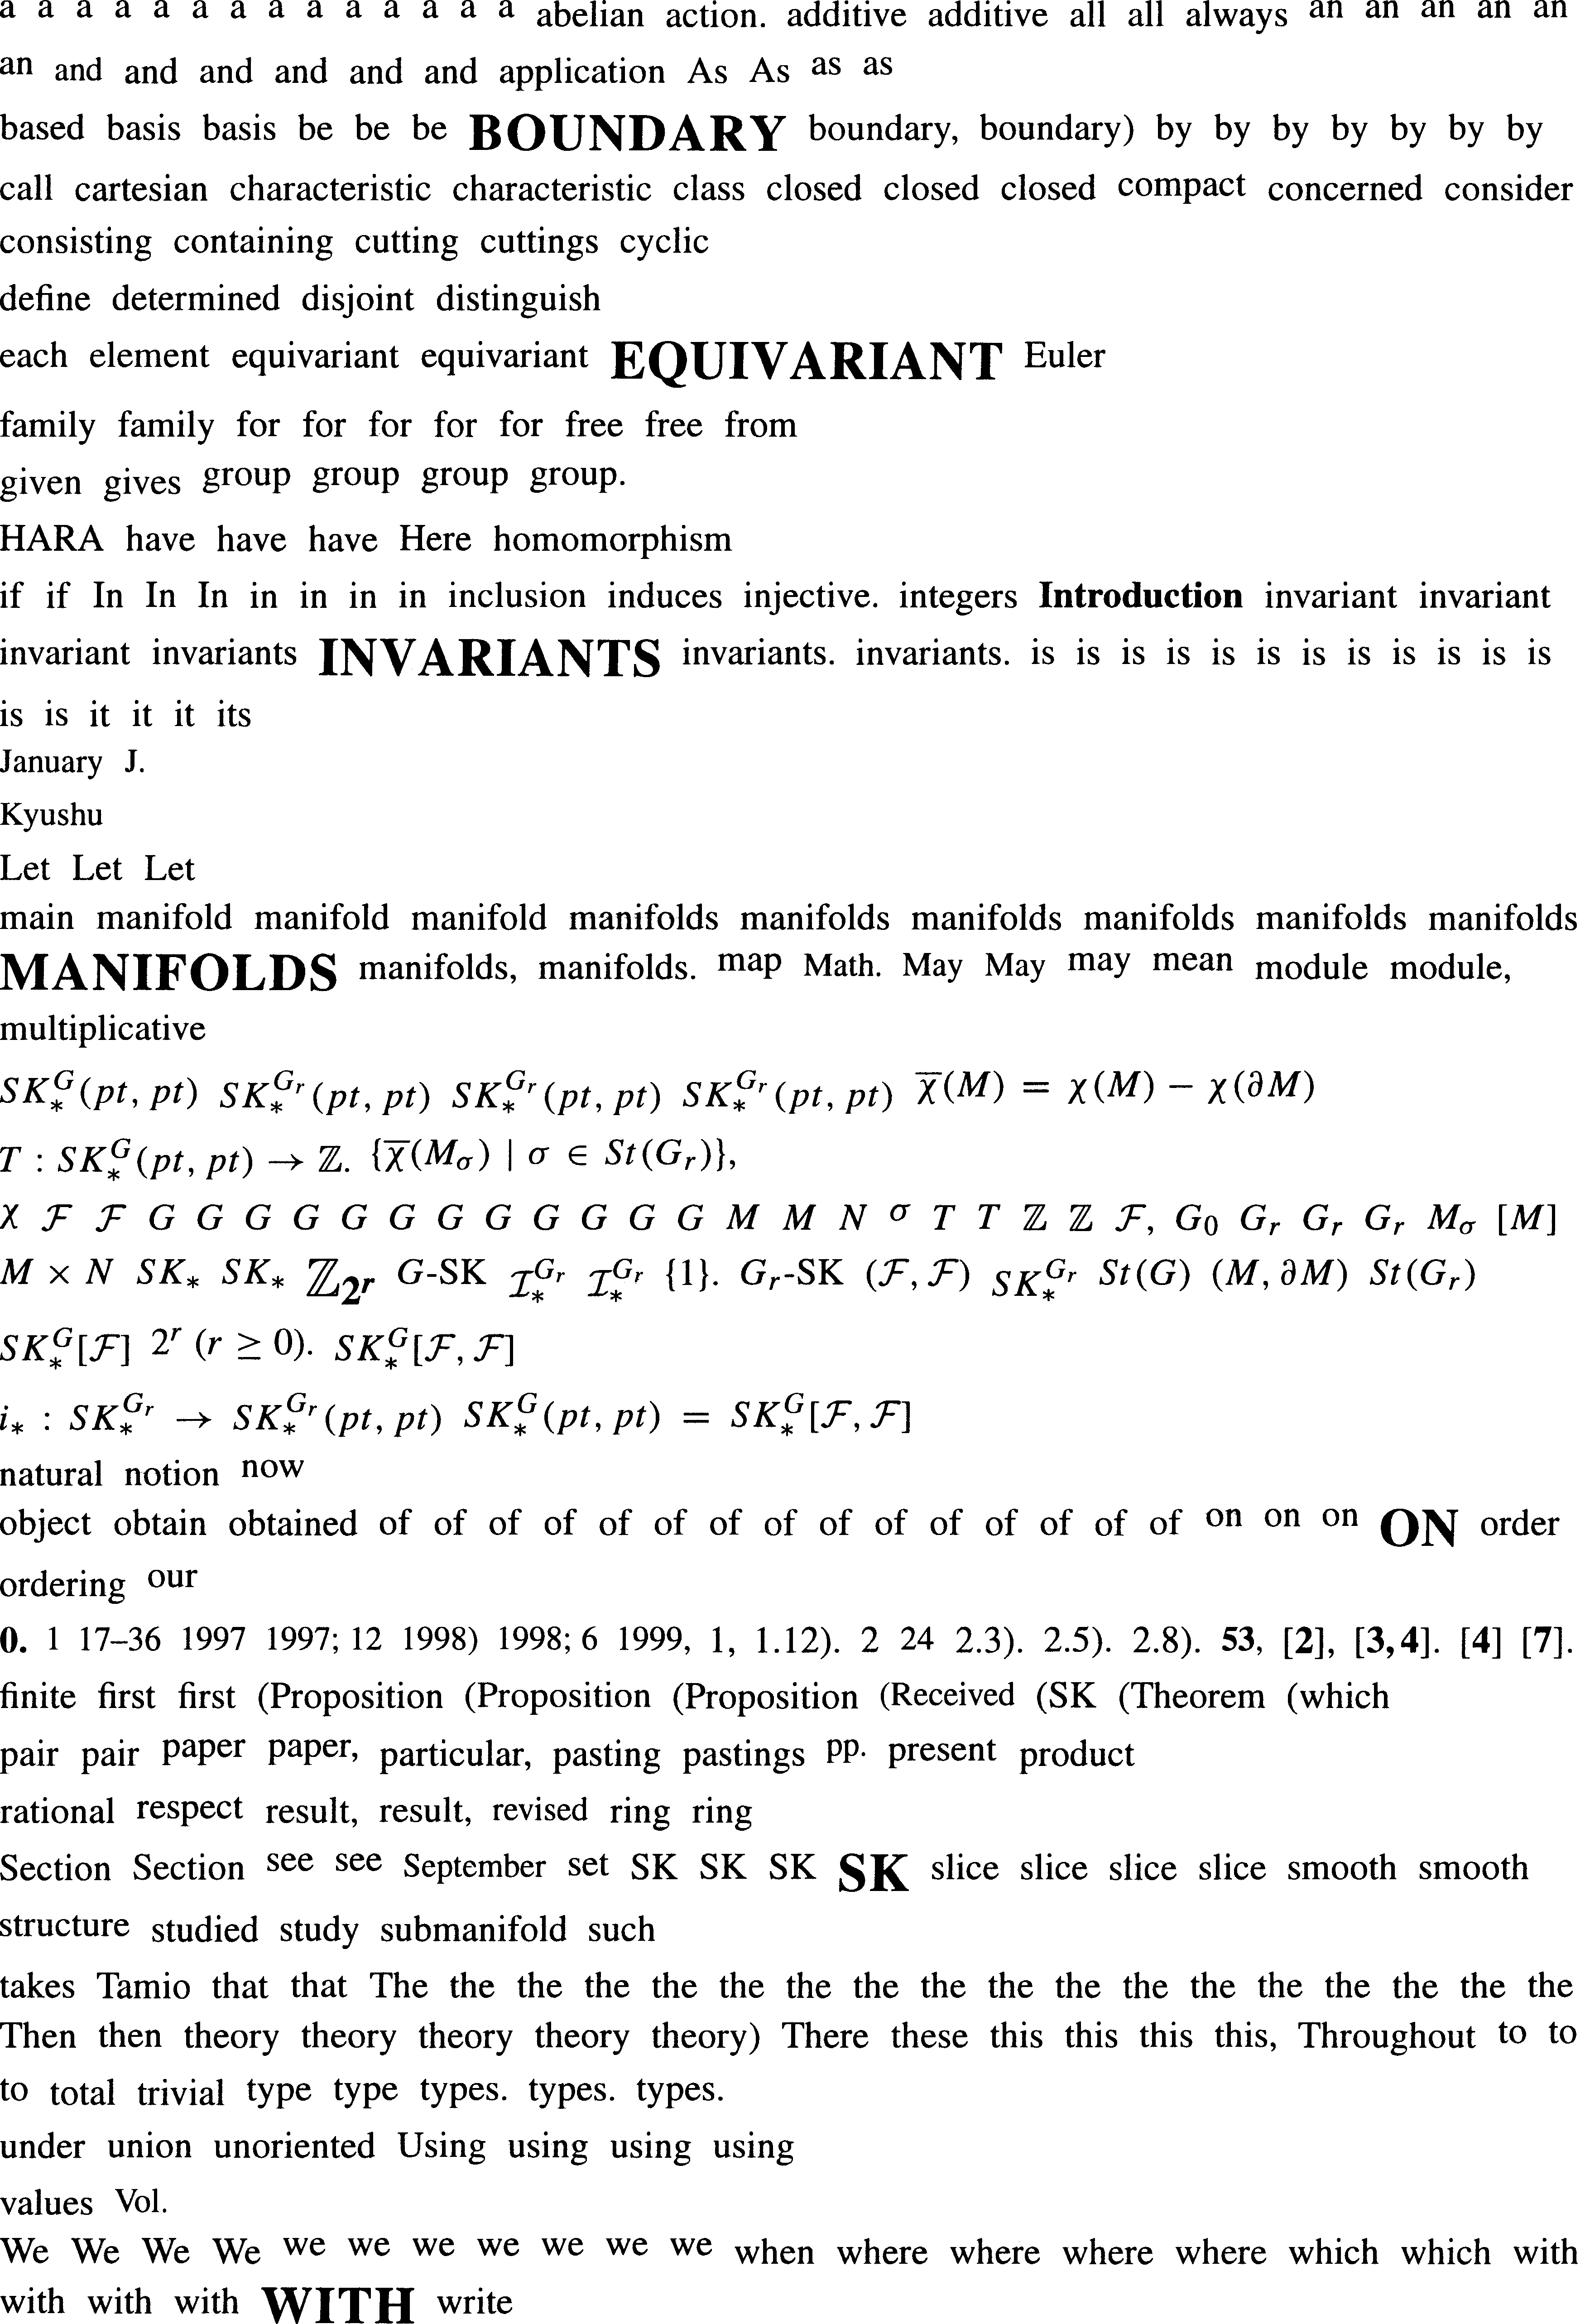 a a a a a a a a a a a a a a abelian action. additive additive all all always an an an an an
an and and and and and and application As As as as
based basis basis be be be BOUNDARY boundary, boundary) by by by by by by by
call cartesian characteristic characteristic class closed closed closed compact concerned consider
consisting containing cutting cuttings cyclic
define determined disjoint distinguish
each element equivariant equivariant EQUIVARIANT Euler
family family for for for for for free free from
given gives group group group group.
HARA have have have Here homomorphism
if if In In In in in in in inclusion induces injective. integers Introduction invariant invariant
invariant invariants INVARIANTS invariants. invariants. is is is is is is is is is is is is
is is it it it its
January J.
Kyushu
Let Let Let
main manifold manifold manifold manifolds manifolds manifolds manifolds manifolds manifolds
MANIFOLDS manifolds, manifolds. map Math. May May may mean module module,
multiplicative
$SK_*^G(pt, pt)$ $SK_*^{G_r}(pt, pt)$ $SK_*^{G_r}(pt, pt)$ $SK_*^{G_r}(pt, pt)$ $\overline{\chi}(M) = \chi(M) - \chi(\partial M)$
$T : SK_*^G(pt, pt) \to \mathbb{Z}.$ $\{\overline{\chi}(M_\sigma) \mid \sigma \in St(G_r)\},$
$\chi$ $\mathcal{F}$ $\mathcal{F}$ $G$ $G$ $G$ $G$ $G$ $G$ $G$ $G$ $G$ $G$ $G$ $G$ $M$ $M$ $N$ $\sigma$ $T$ $T$ $\mathbb{Z}$ $\mathbb{Z}$ $\mathcal{F},$ $G_0$ $G_r$ $G_r$ $G_r$ $M_\sigma$ $[M]$
$M \times N$ $SK_*$ $SK_*$ $\mathbb{Z}_{2^r}$ $G$-SK $\mathcal{I}_*^{G_r}$ $\mathcal{I}_*^{G_r}$ $\{1\}.$ $G_r$-SK $(\mathcal{F}, \mathcal{F})$ $SK_*^{G_r}$ $St(G)$ $(M, \partial M)$ $St(G_r)$
$SK_*^G[\mathcal{F}]$ $2^r$ $(r \geq 0).$ $SK_*^G[\mathcal{F}, \mathcal{F}]$
$i_* : SK_*^{G_r} \to SK_*^{G_r}(pt, pt)$ $SK_*^G(pt, pt) = SK_*^G[\mathcal{F}, \mathcal{F}]$
natural notion now
object obtain obtained of of of of of of of of of of of of of of of on on on ON order
ordering our
0. 1 17–36 1997 1997; 12 1998) 1998; 6 1999, 1, 1.12). 2 24 2.3). 2.5). 2.8). 53, [2], [3,4]. [4] [7].
finite first first (Proposition (Proposition (Proposition (Received (SK (Theorem (which
pair pair paper paper, particular, pasting pastings pp. present product
rational respect result, result, revised ring ring
Section Section see see September set SK SK SK SK slice slice slice slice smooth smooth
structure studied study submanifold such
takes Tamio that that The the the the the the the the the the the the the the the the the the
Then then theory theory theory theory theory) There these this this this this, Throughout to to
to total trivial type type types. types. types.
under union unoriented Using using using using
values Vol.
We We We We we we we we we we we when where where where where which which with
with with with WITH write